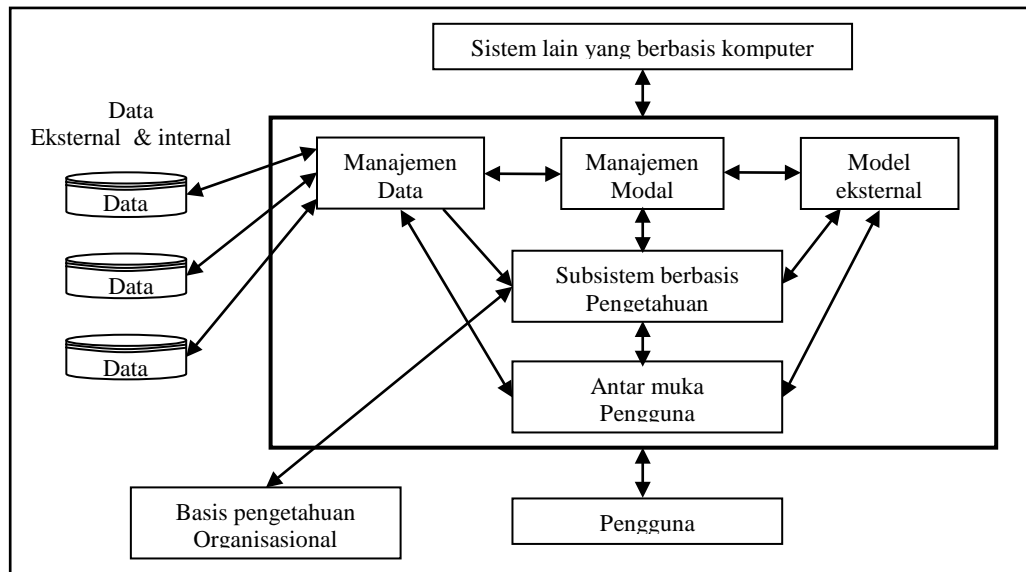 Sistem lain yang berbasis komputer
Data
Eksternal & internal
Data
Data
Data
Manajemen
Data
Manajemen
Modal
Model
eksternal
Subsistem berbasis
Pengetahuan
Antar muka
Pengguna
Basis pengetahuan
Organisasional
Pengguna